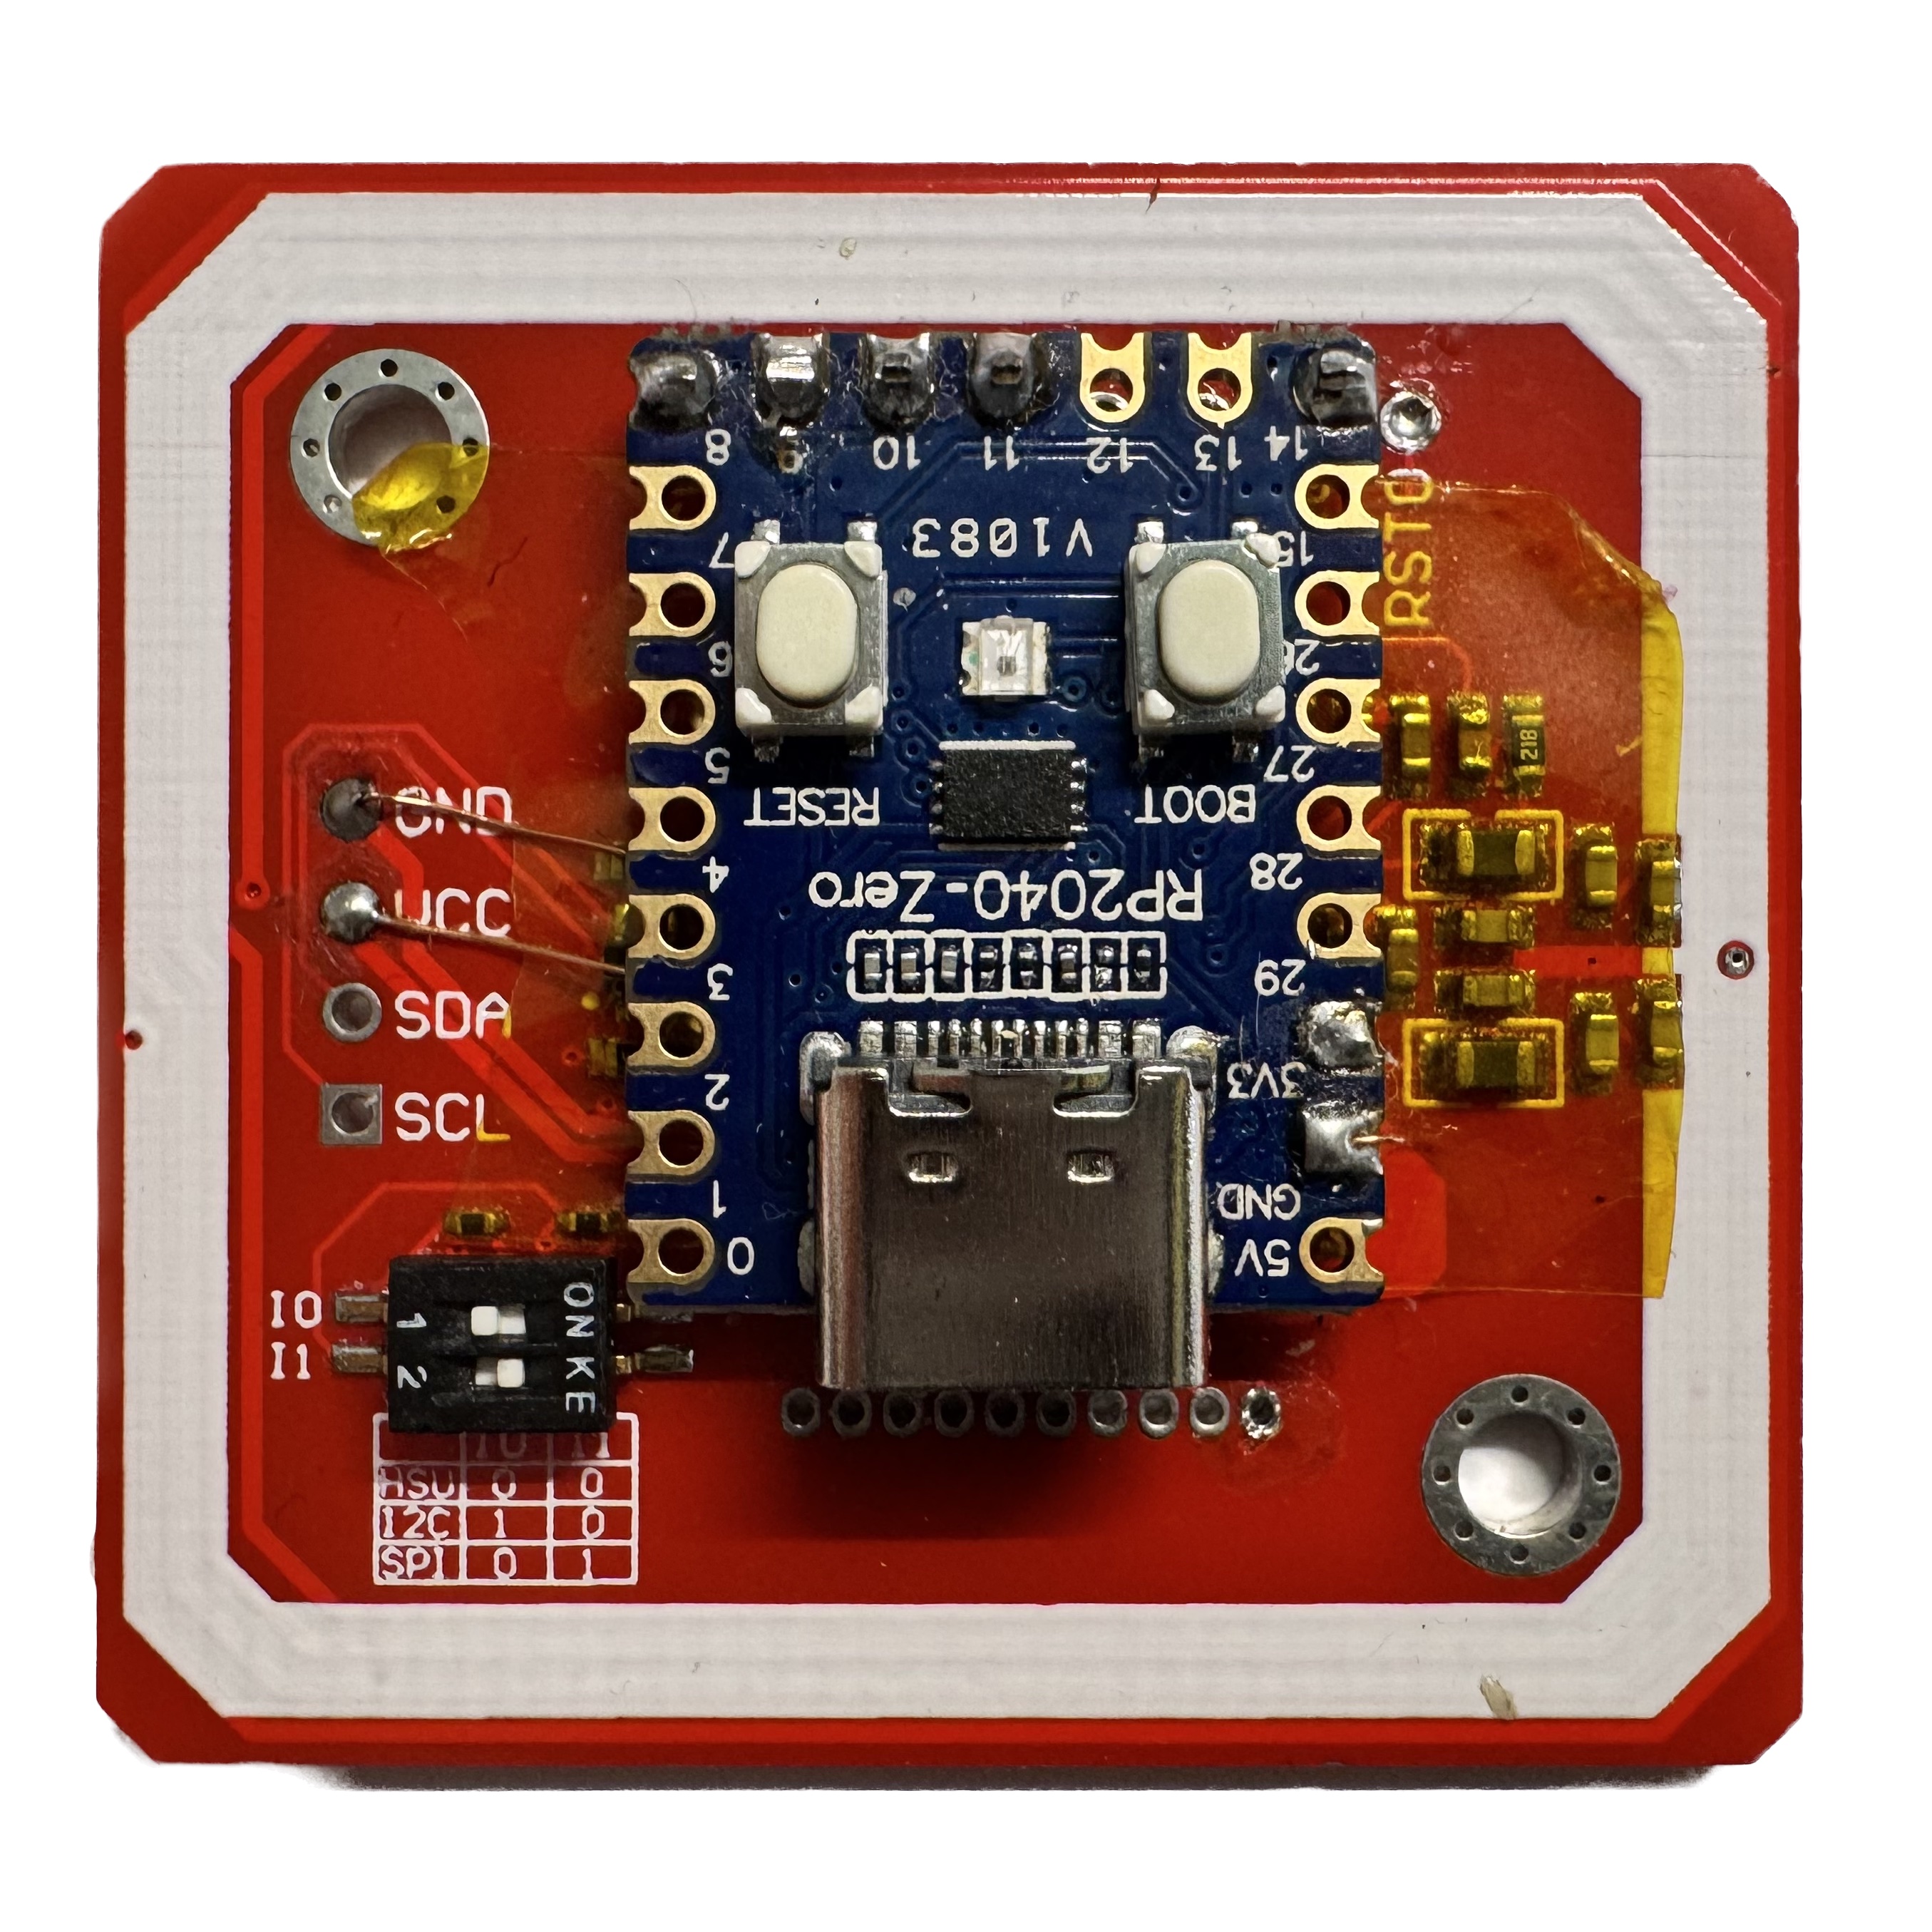 8 9 10 11 12 13 14
V1083
7
15
6
26
5
27
RESET
BOOT
4
28
RP2040-Zero
3
29
2
3V3
1
GND
0
5V
RST0
GND
VCC
SDA
SCL
218
I0
I1
1
2
ON KE
I0 I1
HSU 0 0
I2C 1 0
SPI 0 1